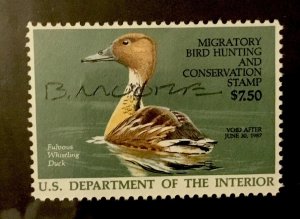 MIGRATORY
BIRD HUNTING
AND
CONSERVATION
STAMP
$7.50
Fulvous
Whistling
Duck
VOID AFTER
JUNE 30, 1987
U.S. DEPARTMENT OF THE INTERIOR